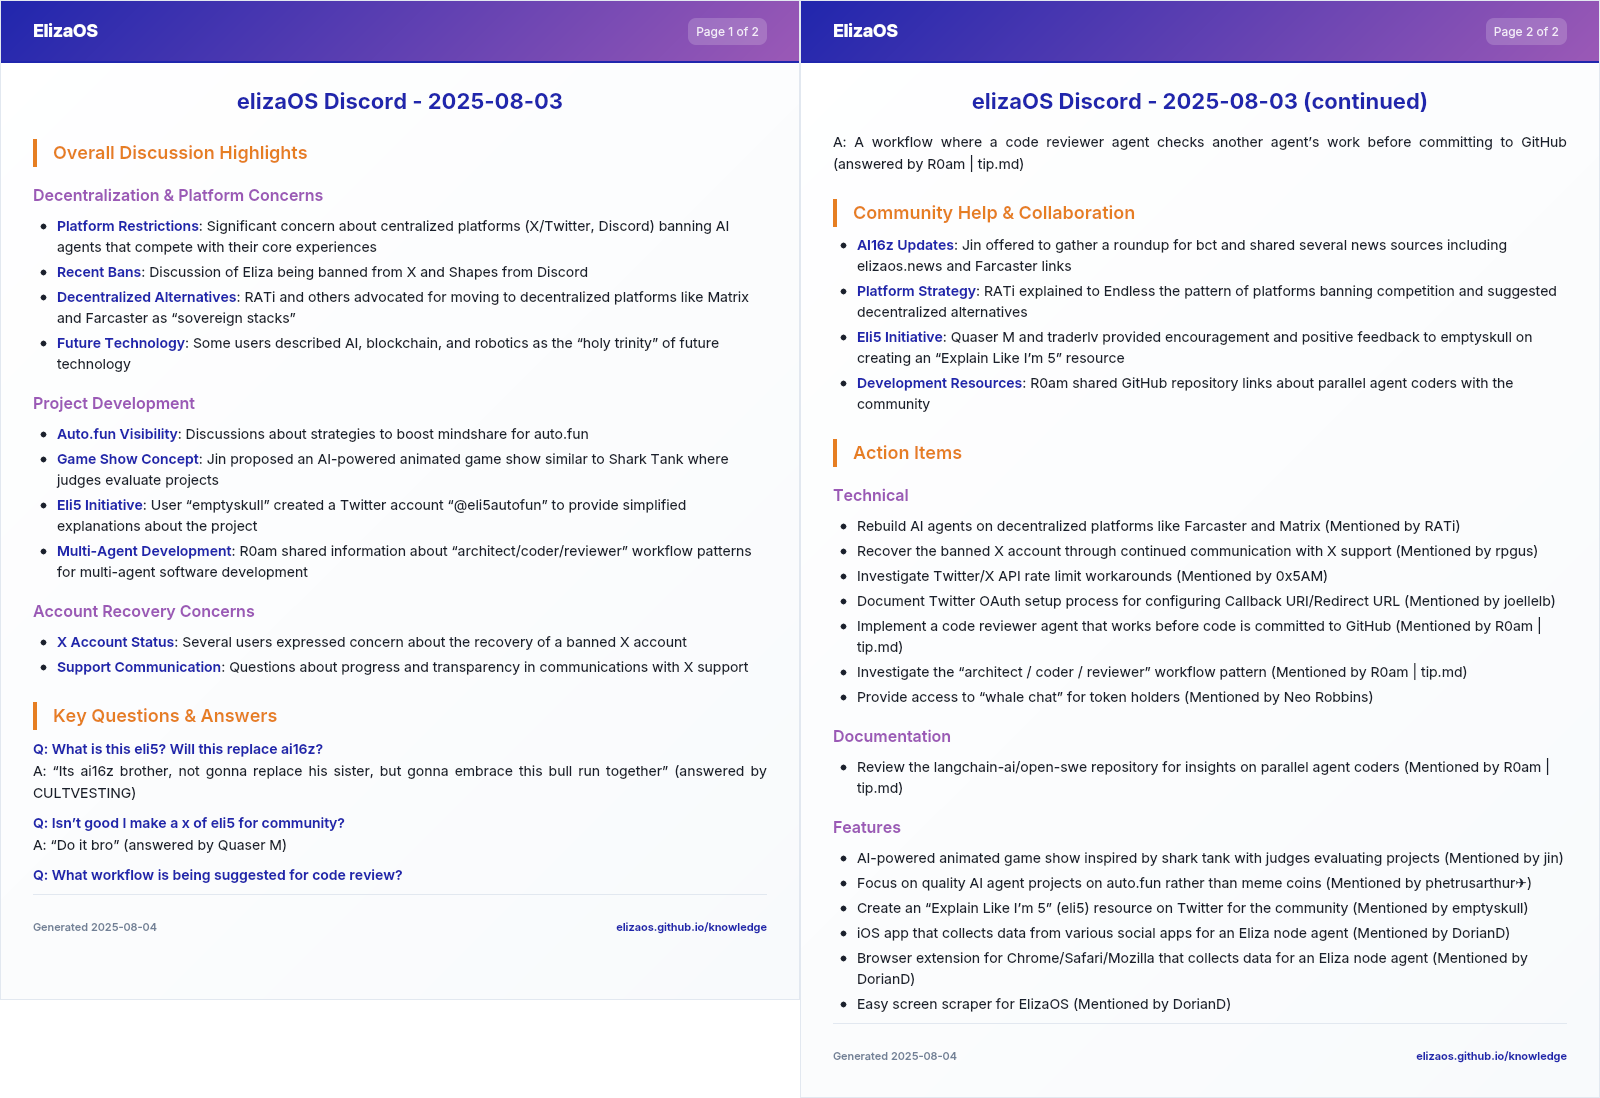 ElizaOS
Page 1 of 2
elizaOS Discord - 2025-08-03
Overall Discussion Highlights
Decentralization & Platform Concerns
Platform Restrictions: Significant concern about centralized platforms (X/Twitter, Discord) banning AI
agents that compete with their core experiences
Recent Bans: Discussion of Eliza being banned from X and Shapes from Discord
Decentralized Alternatives: RATi and others advocated for moving to decentralized platforms like Matrix
and Farcaster as “sovereign stacks”
Future Technology: Some users described AI, blockchain, and robotics as the “holy trinity” of future
technology
Project Development
Auto.fun Visibility: Discussions about strategies to boost mindshare for auto.fun
Game Show Concept: Jin proposed an AI-powered animated game show similar to Shark Tank where
judges evaluate projects
Eli5 Initiative: User “emptyskull” created a Twitter account “@eli5autofun” to provide simplified
explanations about the project
Multi-Agent Development: R0am shared information about “architect/coder/reviewer” workflow patterns
for multi-agent software development
Account Recovery Concerns
X Account Status: Several users expressed concern about the recovery of a banned X account
Support Communication: Questions about progress and transparency in communications with X support
Key Questions & Answers
Q: What is this eli5? Will this replace ai16z?
A: “Its ai16z brother, not gonna replace his sister, but gonna embrace this bull run together” (answered by
CULTVESTING)
Q: Isn’t good I make a x of eli5 for community?
A: “Do it bro” (answered by Quaser M)
Q: What workflow is being suggested for code review?
Generated 2025-08-04
elizaos.github.io/knowledge
ElizaOS
Page 2 of 2
elizaOS Discord - 2025-08-03 (continued)
A: A workflow where a code reviewer agent checks another agent’s work before committing to GitHub
(answered by R0am | tip.md)
Community Help & Collaboration
AI16z Updates: Jin offered to gather a roundup for bct and shared several news sources including
elizaos.news and Farcaster links
Platform Strategy: RATi explained to Endless the pattern of platforms banning competition and suggested
decentralized alternatives
Eli5 Initiative: Quaser M and traderlv provided encouragement and positive feedback to emptyskull on
creating an “Explain Like I’m 5” resource
Development Resources: R0am shared GitHub repository links about parallel agent coders with the
community
Action Items
Technical
Rebuild AI agents on decentralized platforms like Farcaster and Matrix (Mentioned by RATi)
Recover the banned X account through continued communication with X support (Mentioned by rpgus)
Investigate Twitter/X API rate limit workarounds (Mentioned by 0x5AM)
Document Twitter OAuth setup process for configuring Callback URI/Redirect URL (Mentioned by joellelb)
Implement a code reviewer agent that works before code is committed to GitHub (Mentioned by R0am |
tip.md)
Investigate the “architect / coder / reviewer” workflow pattern (Mentioned by R0am | tip.md)
Provide access to “whale chat” for token holders (Mentioned by Neo Robbins)
Documentation
Review the langchain-ai/open-swe repository for insights on parallel agent coders (Mentioned by R0am |
tip.md)
Features
AI-powered animated game show inspired by shark tank with judges evaluating projects (Mentioned by jin)
Focus on quality AI agent projects on auto.fun rather than meme coins (Mentioned by phetrusarthur✈)
Create an “Explain Like I’m 5” (eli5) resource on Twitter for the community (Mentioned by emptyskull)
iOS app that collects data from various social apps for an Eliza node agent (Mentioned by DorianD)
Browser extension for Chrome/Safari/Mozilla that collects data for an Eliza node agent (Mentioned by
DorianD)
Easy screen scraper for ElizaOS (Mentioned by DorianD)
Generated 2025-08-04
elizaos.github.io/knowledge